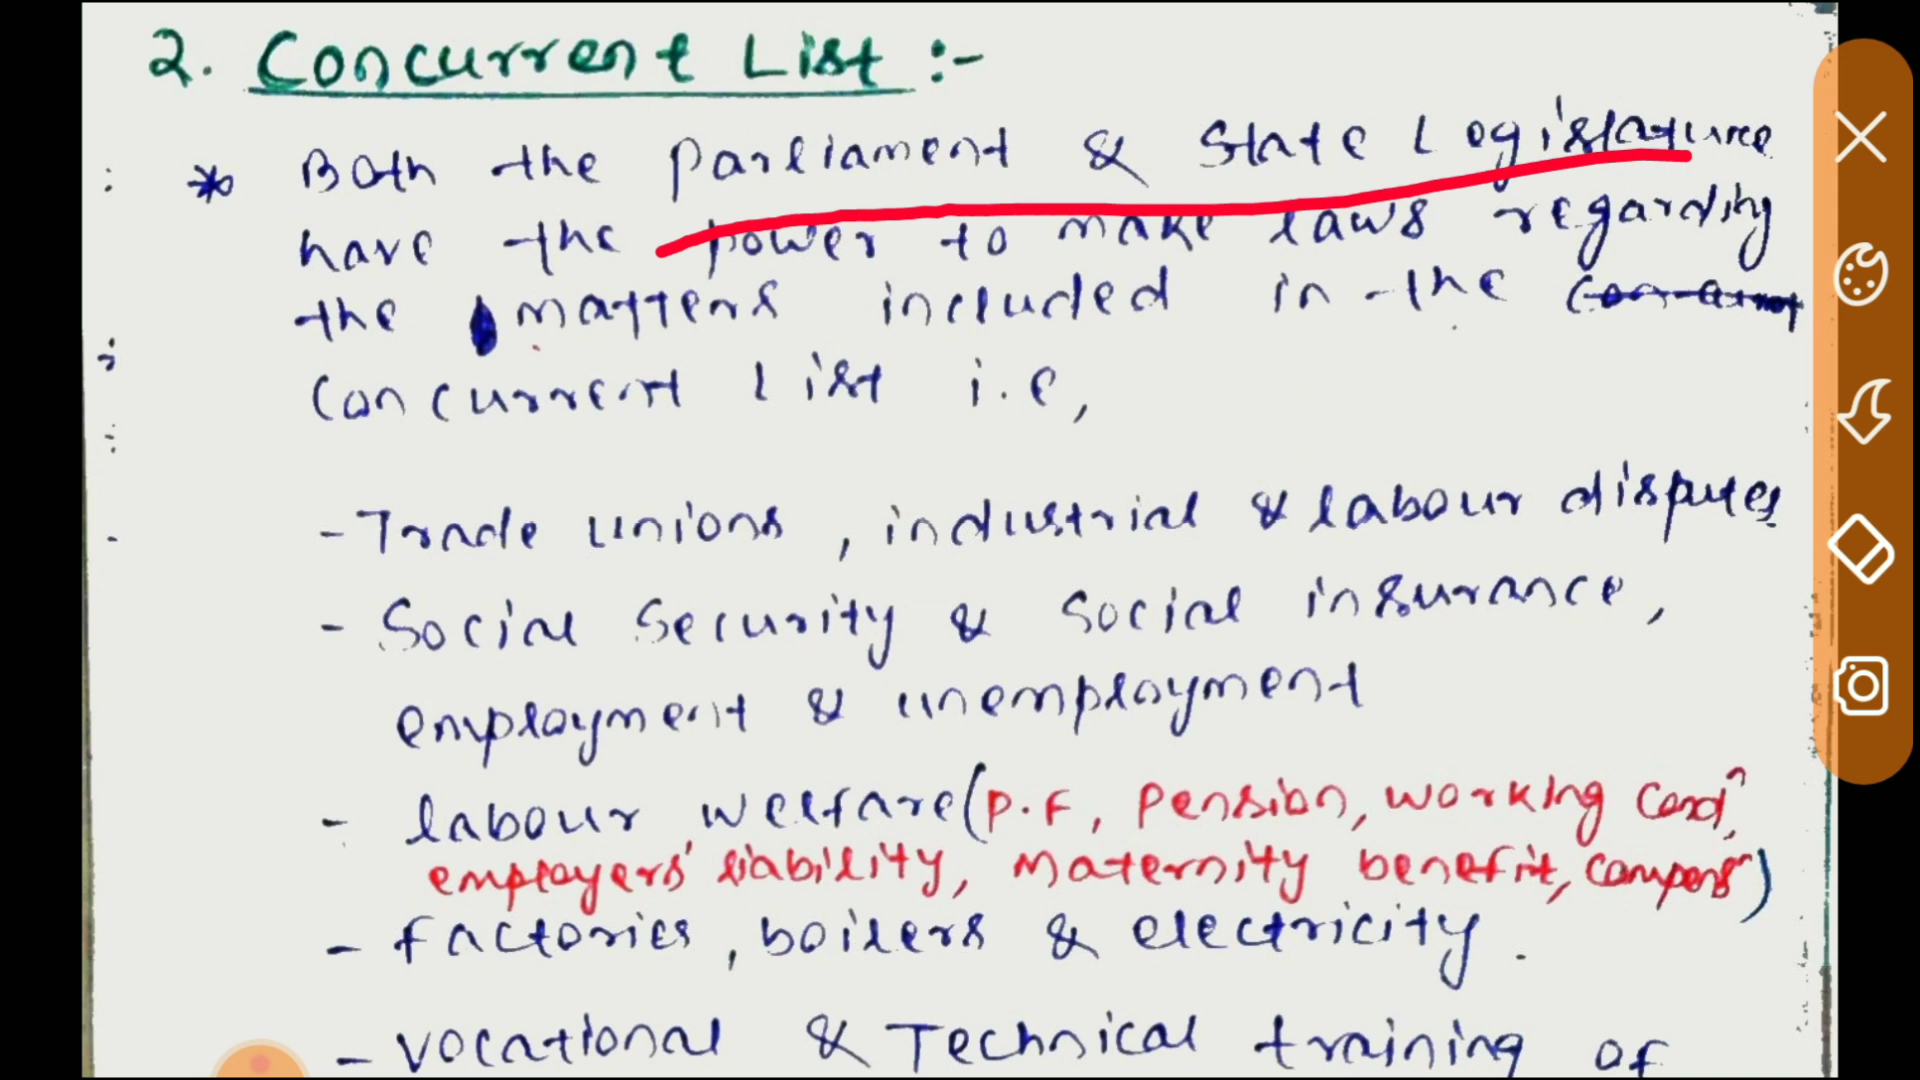 2. Concurrent List :-
* Both the Parliament & State Legislature
have the power to make laws regarding
the matters included in the
Concurrent List i.e,
- Trade unions, industrial & labour disputes
- Social Security & Social insurance,
employment & unemployment
- labour welfare (P.F, Pension, working condn,
employers' liability, Maternity benefit, compensn)
- factories, boilers & electricity.
- Vocational & Technical training of